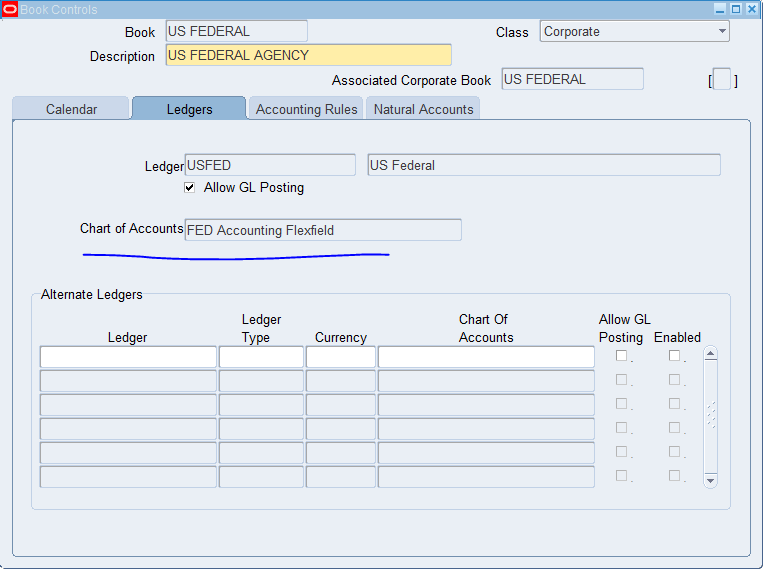 Book Controls
Book US FEDERAL Class Corporate
Description US FEDERAL AGENCY
Associated Corporate Book US FEDERAL [ ]
Calendar Ledgers Accounting Rules Natural Accounts
Ledger USFED US Federal
Allow GL Posting
Chart of Accounts FED Accounting Flexfield
Alternate Ledgers
Ledger Chart Of Allow GL
Ledger Type Currency Accounts Posting Enabled